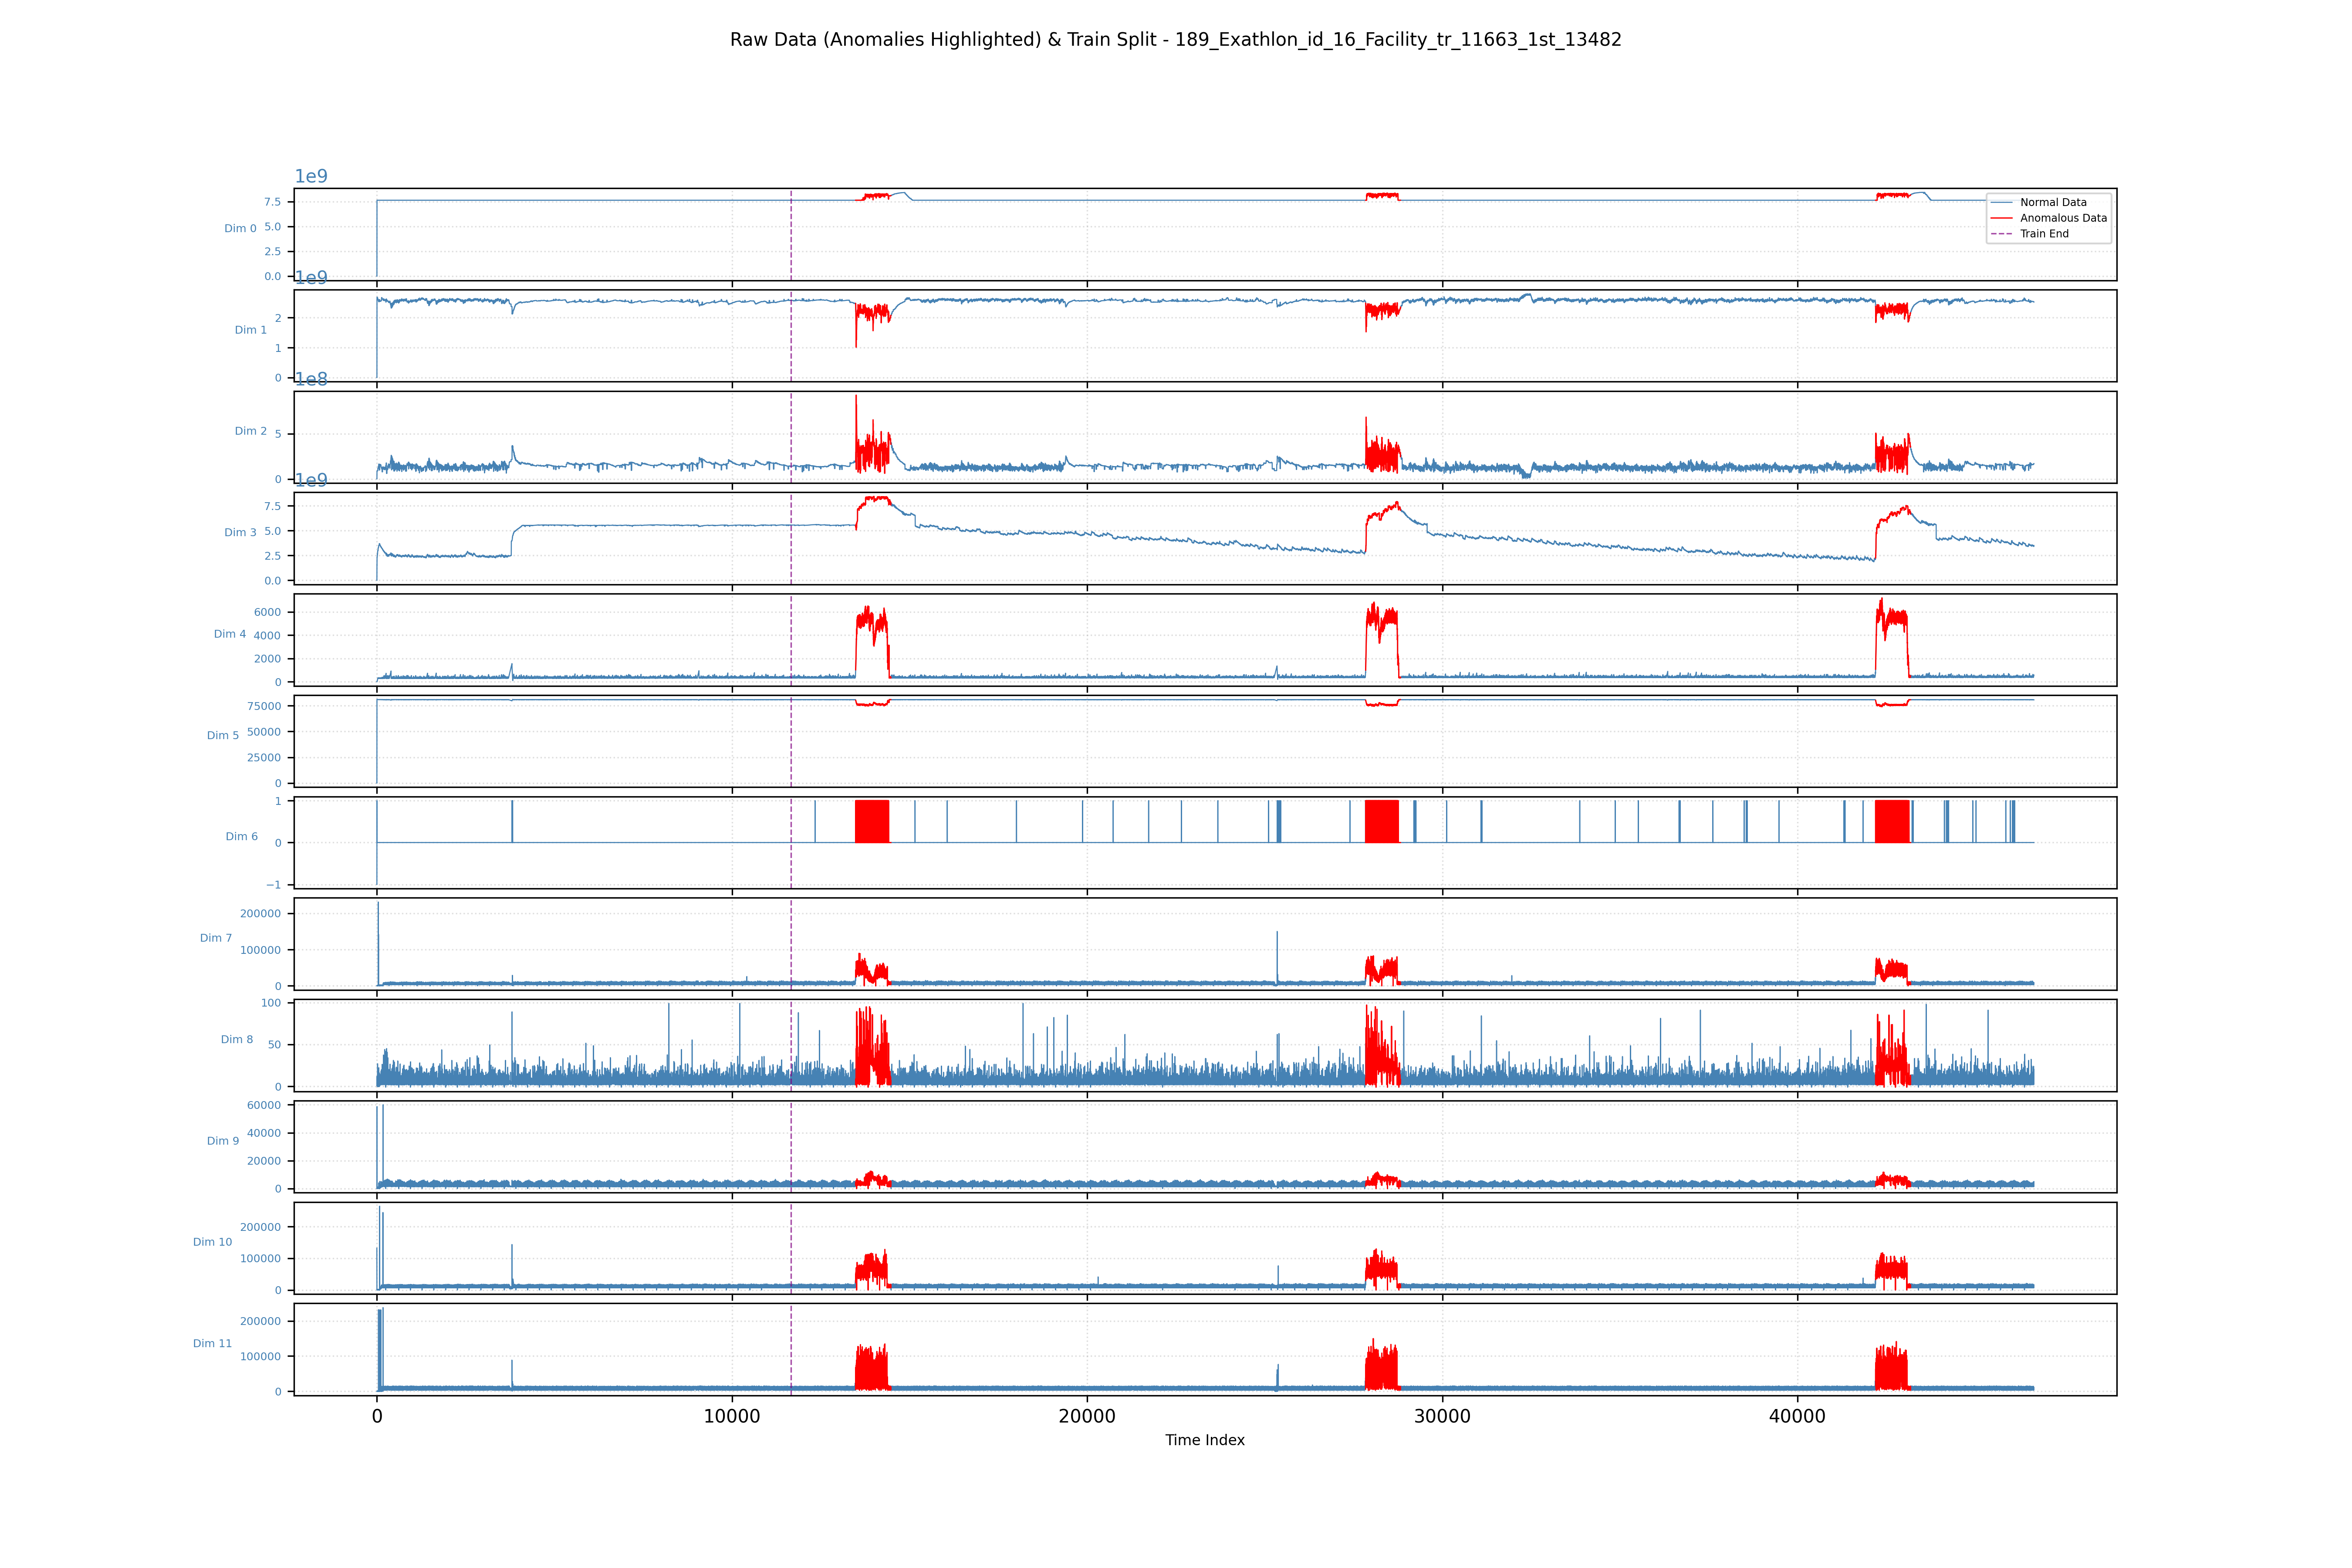 Raw Data (Anomalies Highlighted) & Train Split - 189_Exathlon_id_16_Facility_tr_11663_1st_13482
1e9
Dim 0
7.5
5.0
2.5
0.0
Normal Data
Anomalous Data
Train End
1e9
Dim 1
2
1
0
1e8
Dim 2
5
0
1e9
Dim 3
7.5
5.0
2.5
0.0
Dim 4
6000
4000
2000
0
Dim 5
75000
50000
25000
0
Dim 6
1
0
−1
Dim 7
200000
100000
0
Dim 8
100
50
0
Dim 9
60000
40000
20000
0
Dim 10
200000
100000
0
Dim 11
200000
100000
0
0 10000 20000 30000 40000
Time Index